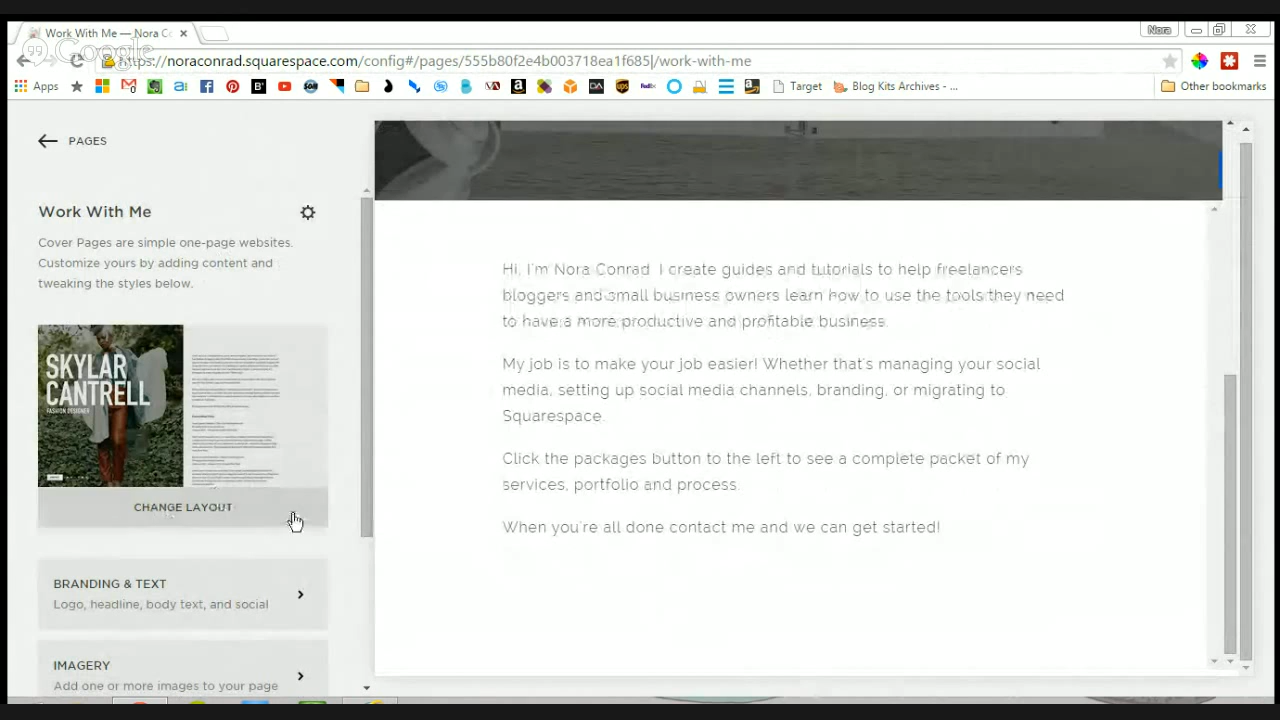 Work With Me — Nora Co
Nora
Google
https://noraconrad.squarespace.com/config#/pages/555b80f2e4b103718ea1f685|/work-with-me
Apps
Target
Blog Kits Archives - ...
Other bookmarks
PAGES
Work With Me
Cover Pages are simple one-page websites.
Customize yours by adding content and
tweaking the styles below.
SKYLAR
CANTRELL
FASHION DESIGNER
CHANGE LAYOUT
BRANDING & TEXT
Logo, headline, body text, and social
IMAGERY
Add one or more images to your page
Hi, I'm Nora Conrad. I create guides and tutorials to help freelancers
bloggers and small business owners learn how to use the tools they need
to have a more productive and profitable business.
My job is to make your job easier! Whether that's managing your social
media, setting up social media channels, branding, or migrating to
Squarespace.
Click the packages button to the left to see a complete packet of my
services, portfolio and process.
When you're all done contact me and we can get started!